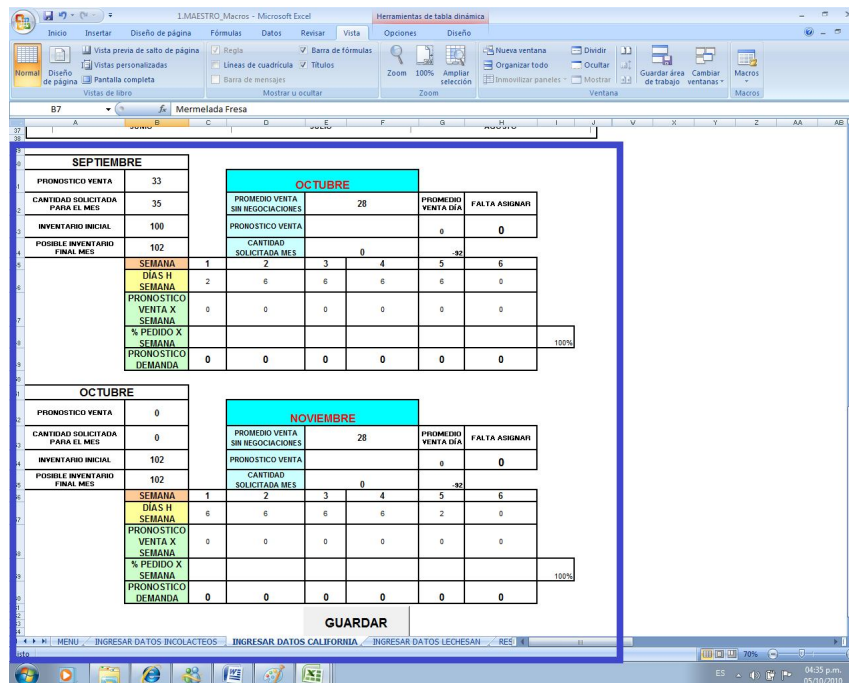 1.MAESTRO_Macros - Microsoft Excel
Herramientas de tabla dinámica
Inicio Insertar Diseño de página Fórmulas Datos Revisar Vista Opciones Diseño
Normal
Diseño de página
Vista previa de salto de página
Vistas personalizadas
Pantalla completa
Vistas de libro
Regla
Barra de fórmulas
Líneas de cuadrícula
Títulos
Barra de mensajes
Mostrar u ocultar
Zoom
100%
Ampliar selección
Zoom
Nueva ventana
Organizar todo
Inmovilizar paneles
Dividir
Ocultar
Mostrar
Ventana
Guardar área de trabajo
Cambiar ventanas
Macros
Macros
B7 fx Mermelada Fresa
A B C D E F G H I J V X Y Z AA AB
37 JUNIO JULIO AGOSTO
38
SEPTIEMBRE
PRONOSTICO VENTA 33
OCTUBRE
CANTIDAD SOLICITADA PARA EL MES 35
PROMEDIO VENTA SIN NEGOCIACIONES 28
PROMEDIO VENTA DÍA
FALTA ASIGNAR
INVENTARIO INICIAL 100
PRONOSTICO VENTA 0 0
POSIBLE INVENTARIO FINAL MES 102
CANTIDAD SOLICITADA MES 0 -92
SEMANA 1 2 3 4 5 6
DÍAS H SEMANA 2 6 6 6 6 0
PRONOSTICO VENTA X SEMANA 0 0 0 0 0 0
% PEDIDO X SEMANA 100%
PRONOSTICO DEMANDA 0 0 0 0 0 0
OCTUBRE
PRONOSTICO VENTA 0
NOVIEMBRE
CANTIDAD SOLICITADA PARA EL MES 0
PROMEDIO VENTA SIN NEGOCIACIONES 28
PROMEDIO VENTA DÍA
FALTA ASIGNAR
INVENTARIO INICIAL 102
PRONOSTICO VENTA 0 0
POSIBLE INVENTARIO FINAL MES 102
CANTIDAD SOLICITADA MES 0 -92
SEMANA 1 2 3 4 5 6
DÍAS H SEMANA 6 6 6 6 2 0
PRONOSTICO VENTA X SEMANA 0 0 0 0 0 0
% PEDIDO X SEMANA 100%
PRONOSTICO DEMANDA 0 0 0 0 0 0
GUARDAR
MENU INGRESAR DATOS INCOLACTEOS INGRESAR DATOS CALIFORNIA INGRESAR DATOS LECHESAN RES
Listo 70%
ES 04:35 p.m.
05/10/2010